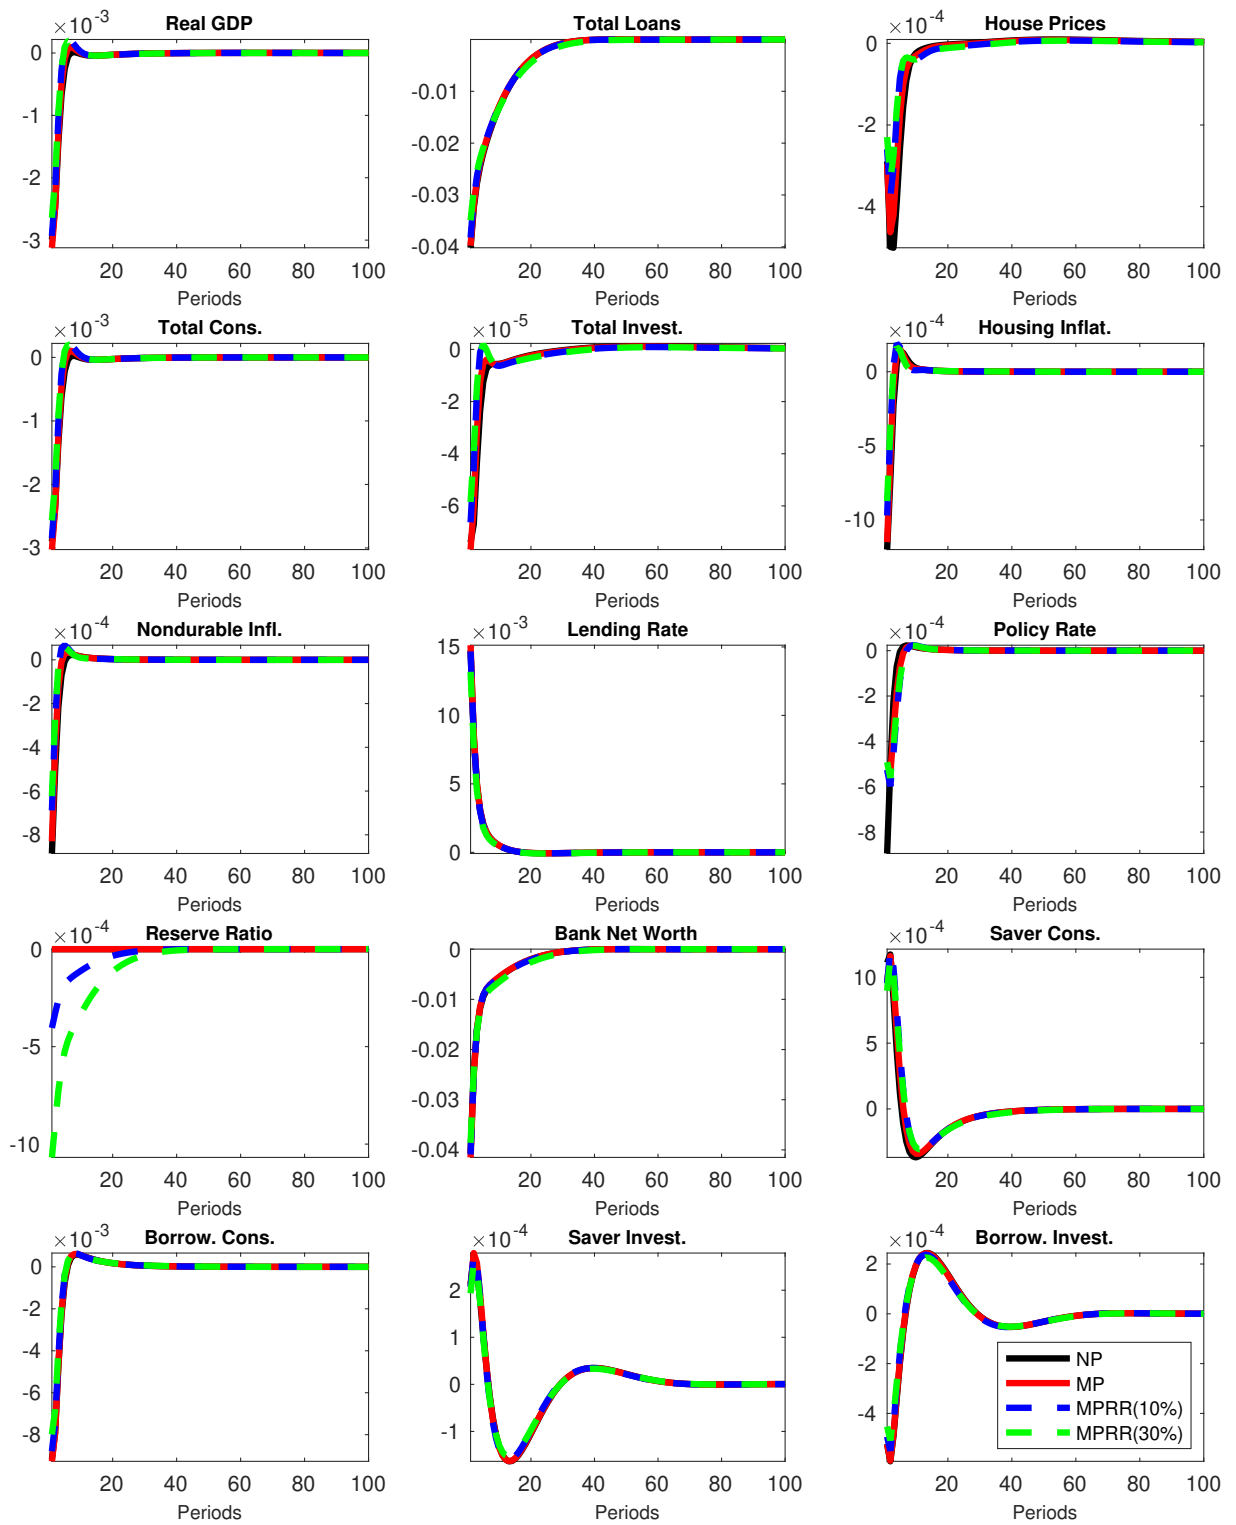 Real GDP
×10^-3
0
-1
-2
-3
20 40 60 80 100
Periods
Total Loans
-0.01
-0.02
-0.03
-0.04
20 40 60 80 100
Periods
House Prices
×10^-4
0
-2
-4
20 40 60 80 100
Periods
Total Cons.
×10^-3
0
-1
-2
-3
20 40 60 80 100
Periods
Total Invest.
×10^-5
0
-2
-4
-6
20 40 60 80 100
Periods
Housing Inflat.
×10^-4
0
-5
-10
20 40 60 80 100
Periods
Nondurable Infl.
×10^-4
0
-2
-4
-6
-8
20 40 60 80 100
Periods
Lending Rate
×10^-3
15
10
5
0
20 40 60 80 100
Periods
Policy Rate
×10^-4
0
-2
-4
-6
-8
20 40 60 80 100
Periods
Reserve Ratio
×10^-4
0
-5
-10
20 40 60 80 100
Periods
Bank Net Worth
0
-0.01
-0.02
-0.03
-0.04
20 40 60 80 100
Periods
Saver Cons.
×10^-4
10
5
0
20 40 60 80 100
Periods
Borrow. Cons.
×10^-3
0
-2
-4
-6
-8
20 40 60 80 100
Periods
Saver Invest.
×10^-4
2
1
0
-1
20 40 60 80 100
Periods
Borrow. Invest.
×10^-4
2
0
-2
-4
NP
MP
MPRR(10%)
MPRR(30%)
20 40 60 80 100
Periods